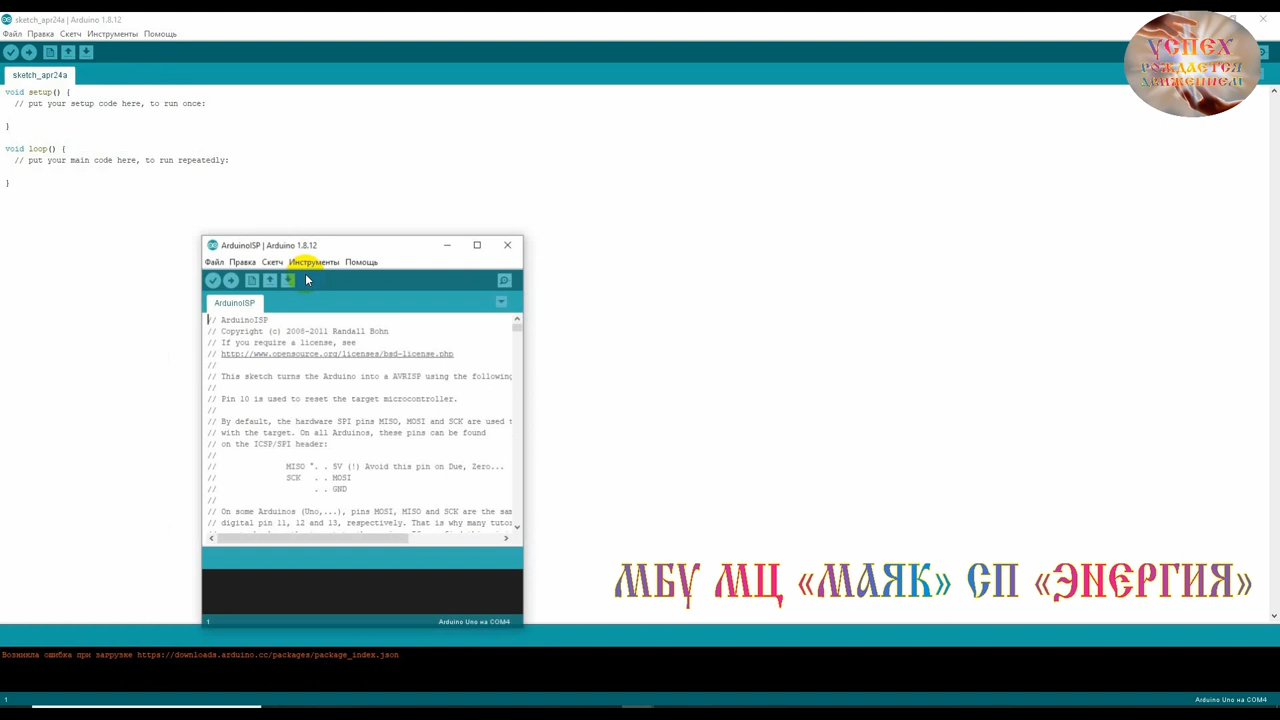 sketch_apr24a | Arduino 1.8.12
Файл Правка Скетч Инструменты Помощь
sketch_apr24a
void setup() {
// put your setup code here, to run once:
}
void loop() {
// put your main code here, to run repeatedly:
}
УСПЕХ
РОЖДАЕТСЯ
ДВИЖЕНИЕМ
ArduinoISP | Arduino 1.8.12
Файл Правка Скетч Инструменты Помощь
ArduinoISP
// ArduinoISP
// Copyright (c) 2008-2011 Randall Bohn
// If you require a license, see
// http://www.opensource.org/licenses/bsd-license.php
//
// This sketch turns the Arduino into a AVRISP using the following
//
// Pin 10 is used to reset the target microcontroller.
//
// By default, the hardware SPI pins MISO, MOSI and SCK are used t
// with the target. On all Arduinos, these pins can be found
// on the ICSP/SPI header:
//
// MISO °. . 5V (!) Avoid this pin on Due, Zero...
// SCK . . MOSI
// . . GND
//
// On some Arduinos (Uno,...), pins MOSI, MISO and SCK are the sam
// digital pin 11, 12 and 13, respectively. That is why many tutor
1
Arduino Uno на COM4
МБУ МЦ «МАЯК» СП «ЭНЕРГИЯ»
Возникла ошибка при загрузке https://downloads.arduino.cc/packages/package_index.json
1
Arduino Uno на COM4